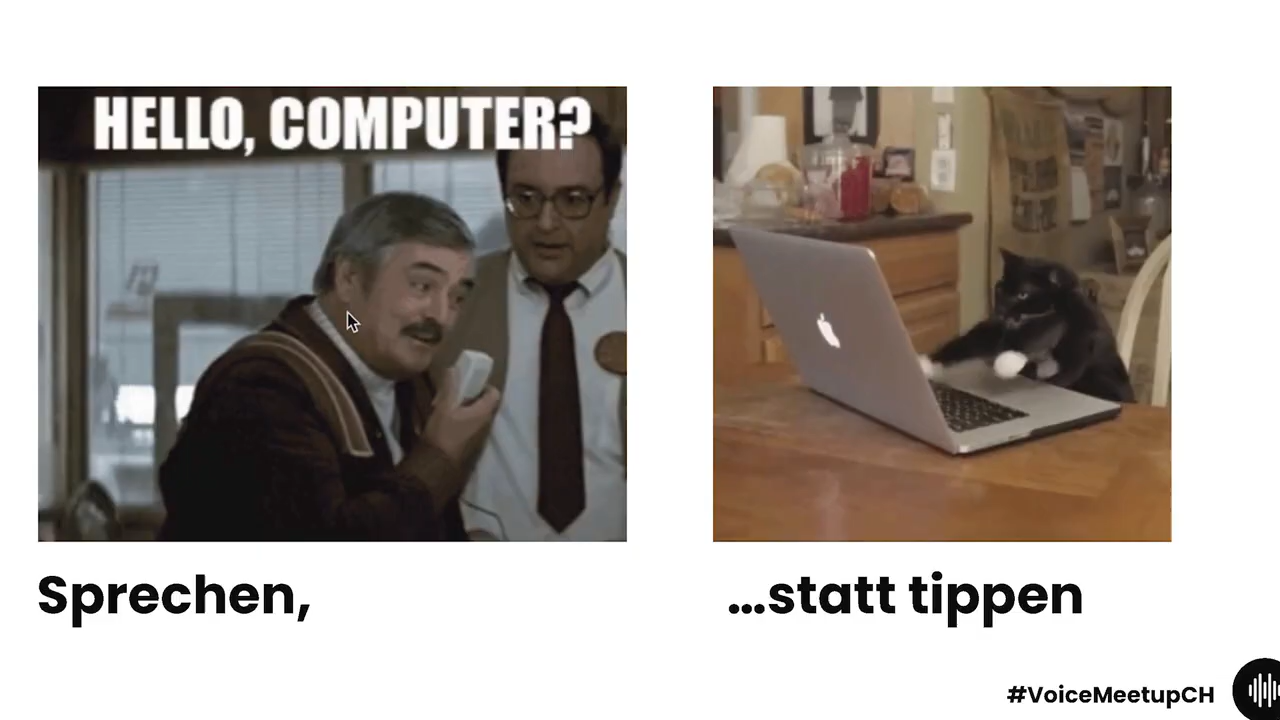 HELLO, COMPUTER?
Sprechen,
...statt tippen
#VoiceMeetupCH